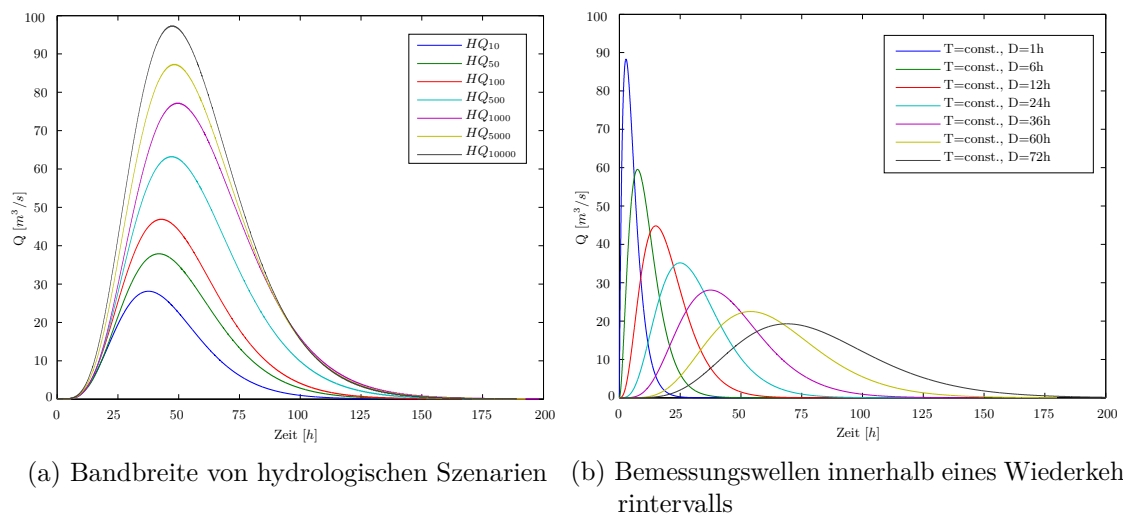 100
90
80
70
60
50
40
30
20
10
0
Q [m³/s]
0 25 50 75 100 125 150 175 200
Zeit [h]
HQ₁₀
HQ₅₀
HQ₁₀₀
HQ₅₀₀
HQ₁₀₀₀
HQ₅₀₀₀
HQ₁₀₀₀₀
(a) Bandbreite von hydrologischen Szenarien
100
90
80
70
60
50
40
30
20
10
0
Q [m³/s]
0 25 50 75 100 125 150 175 200
Zeit [h]
T=const., D=1h
T=const., D=6h
T=const., D=12h
T=const., D=24h
T=const., D=36h
T=const., D=60h
T=const., D=72h
(b) Bemessungswellen innerhalb eines Wiederkeh
rintervalls